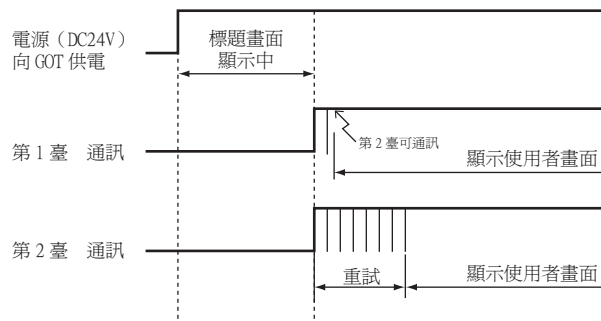 電源（DC24V）
向 GOT 供電
標題畫面
顯示中
第 1 臺　通訊
第 2 臺可通訊
顯示使用者畫面
第 2 臺　通訊
重試
顯示使用者畫面